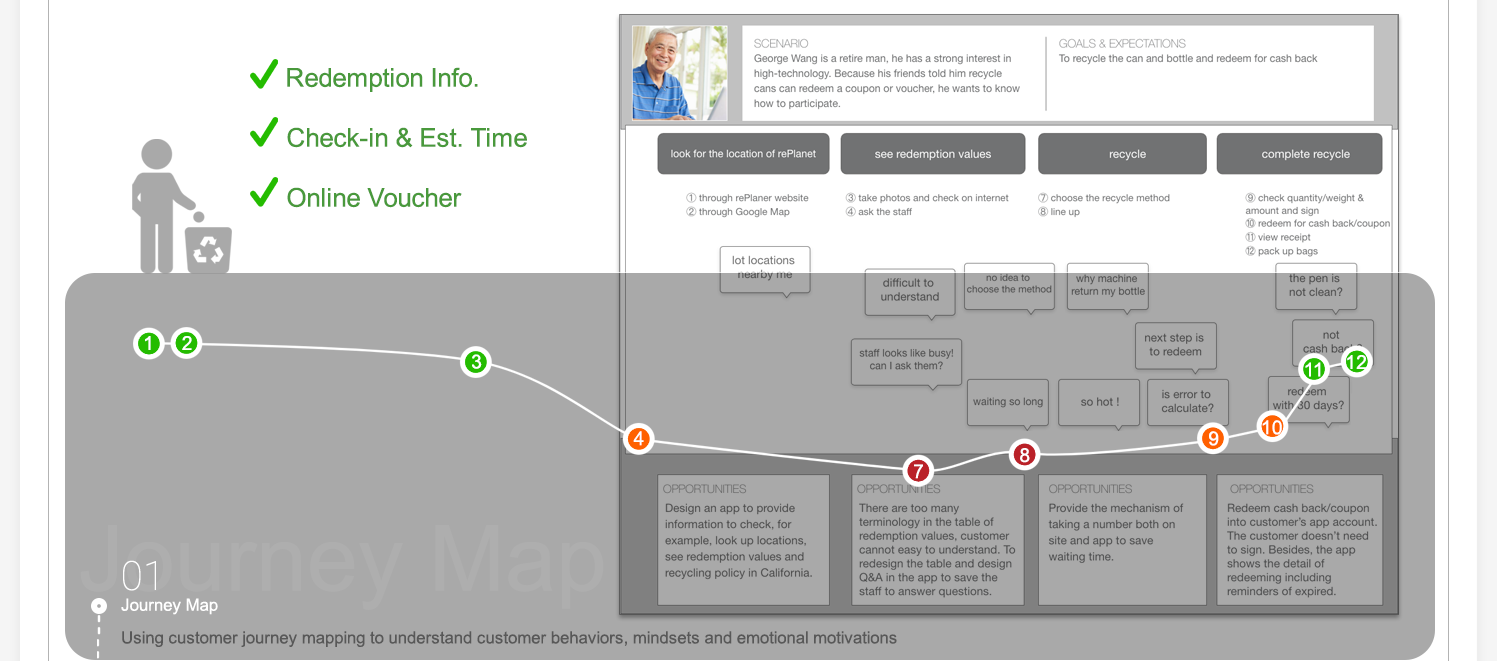 Redemption Info.
Check-in & Est. Time
Online Voucher
SCENARIO
George Wang is a retire man, he has a strong interest in
high-technology. Because his friends told him recycle
cans can redeem a coupon or voucher, he wants to know
how to participate.
GOALS & EXPECTATIONS
To recycle the can and bottle and redeem for cash back
look for the location of rePlanet
see redemption values
recycle
complete recycle
① through rePlaner website
② through Google Map
③ take photos and check on internet
④ ask the staff
⑦ choose the recycle method
⑧ line up
⑨ check quantity/weight &
amount and sign
⑩ redeem for cash back/coupon
⑪ view receipt
⑫ pack up bags
lot locations
nearby me
difficult to
understand
no idea to
choose the method
why machine
return my bottle
the pen is
not clean?
staff looks like busy!
can I ask them?
next step is
to redeem
not
cash back?
waiting so long
so hot !
is error to
calculate?
redeem
with 30 days?
1
2
3
4
7
8
9
10
11
12
OPPORTUNITIES
Design an app to provide
information to check, for
example, look up locations,
see redemption values and
recycling policy in California.
OPPORTUNITIES
There are too many
terminology in the table of
redemption values, customer
cannot easy to understand. To
redesign the table and design
Q&A in the app to save the
staff to answer questions.
OPPORTUNITIES
Provide the mechanism of
taking a number both on
site and app to save
waiting time.
OPPORTUNITIES
Redeem cash back/coupon
into customer's app account.
The customer doesn't need
to sign. Besides, the app
shows the detail of
redeeming including
reminders of expired.
Journey Map
01
Journey Map
Using customer journey mapping to understand customer behaviors, mindsets and emotional motivations